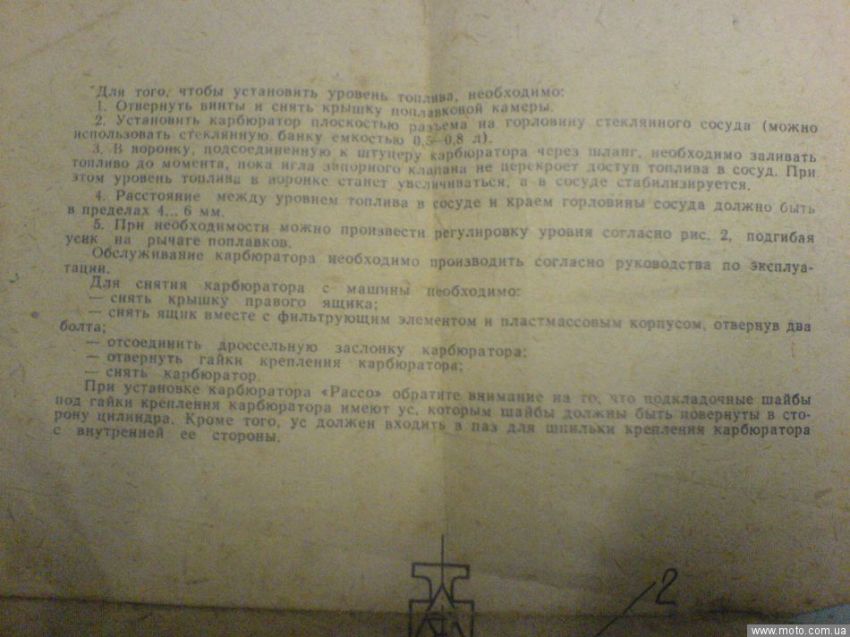 Для того, чтобы установить уровень топлива, необходимо:
1. Отвернуть винты и снять крышку поплавковой камеры.
2. Установить карбюратор плоскостью разъема на горловину стеклянного сосуда (можно
использовать стеклянную банку емкостью 0,5—0,8 л).
3. В воронку, подсоединенную к штуцеру карбюратора через шланг, необходимо заливать
топливо до момента, пока игла запорного клапана не перекроет доступ топлива в сосуд. При
этом уровень топлива в воронке станет увеличиваться, а в сосуде стабилизируется.
4. Расстояние между уровнем топлива в сосуде и краем горловины сосуда должно быть
в пределах 4... 6 мм.
5. При необходимости можно произвести регулировку уровня согласно рис. 2, подгибая
усик на рычаге поплавков.
Обслуживание карбюратора необходимо производить согласно руководства по эксплуа-
тации.
Для снятия карбюратора с машины необходимо:
— снять крышку правого ящика;
— снять ящик вместе с фильтрующим элементом и пластмассовым корпусом, отвернув два
болта;
— отсоединить дроссельную заслонку карбюратора;
— отвернуть гайки крепления карбюратора;
— снять карбюратор.
При установке карбюратора «Рассо» обратите внимание на то, что подкладочные шайбы
под гайки крепления карбюратора имеют ус, которым шайбы должны быть повернуты в сто-
рону цилиндра. Кроме того, ус должен входить в паз для шпильки крепления карбюратора
с внутренней ее стороны.
2
www.moto.com.ua